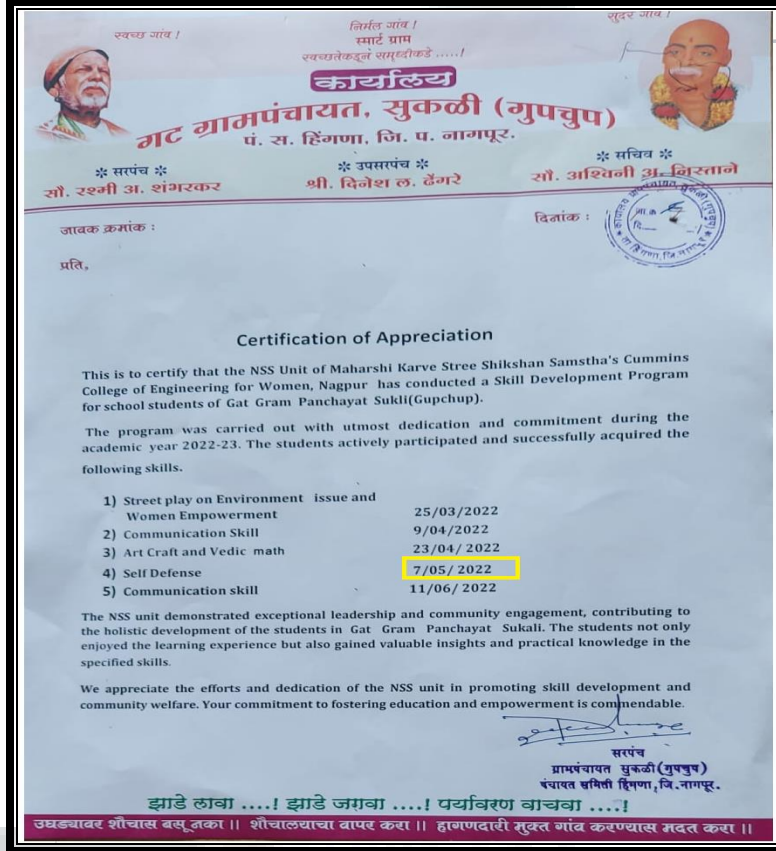 स्वच्छ गांव !
निर्मल गांव !
सुंदर गांव !
स्मार्ट ग्राम
स्वच्छतेकडून समृध्दीकडे .....!
कार्यालय
गट ग्रामपंचायत, सुकळी (गुपचुप)
पं. स. हिंगणा, जि. प. नागपूर.
❉ सरपंच ❉
❉ उपसरपंच ❉
❉ सचिव ❉
सौ. रश्मी अ. शंगरकर
श्री. दिनेश ल. ढेंगरे
सौ. अश्विनी अ. निस्ताने
जावक क्रमांक :
दिनांक :
प्रति,
Certification of Appreciation
This is to certify that the NSS Unit of Maharshi Karve Stree Shikshan Samstha's Cummins
College of Engineering for Women, Nagpur has conducted a Skill Development Program
for school students of Gat Gram Panchayat Sukli(Gupchup).
The program was carried out with utmost dedication and commitment during the
academic year 2022-23. The students actively participated and successfully acquired the
following skills.
1) Street play on Environment issue and
Women Empowerment 25/03/2022
2) Communication Skill 9/04/2022
3) Art Craft and Vedic math 23/04/ 2022
4) Self Defense 7/05/ 2022
5) Communication skill 11/06/ 2022
The NSS unit demonstrated exceptional leadership and community engagement, contributing to
the holistic development of the students in Gat Gram Panchayat Sukali. The students not only
enjoyed the learning experience but also gained valuable insights and practical knowledge in the
specified skills.
We appreciate the efforts and dedication of the NSS unit in promoting skill development and
community welfare. Your commitment to fostering education and empowerment is commendable.
सरपंच
ग्रामपंचायत सुकळी(गुपचुप)
पंचायत समिती हिंगणा,जि.नागपूर.
झाडे लावा ....! झाडे जगवा ....! पर्यावरण वाचवा ....!
उघड्यावर शौचास बसू नका ॥ शौचालयाचा वापर करा ॥ हागणदारी मुक्त गांव करण्यास मदत करा ॥